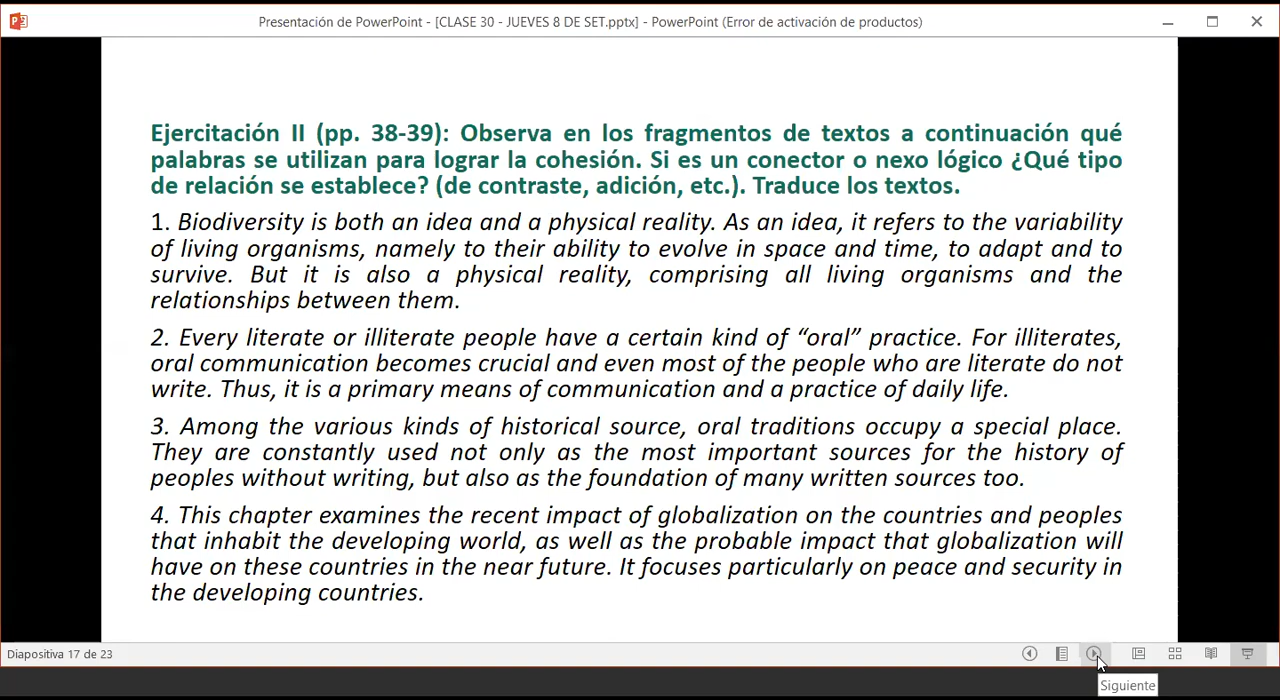 Presentación de PowerPoint - [CLASE 30 - JUEVES 8 DE SET.pptx] - PowerPoint (Error de activación de productos)
Ejercitación II (pp. 38-39): Observa en los fragmentos de textos a continuación qué
palabras se utilizan para lograr la cohesión. Si es un conector o nexo lógico ¿Qué tipo
de relación se establece? (de contraste, adición, etc.). Traduce los textos.
1. Biodiversity is both an idea and a physical reality. As an idea, it refers to the variability
of living organisms, namely to their ability to evolve in space and time, to adapt and to
survive. But it is also a physical reality, comprising all living organisms and the
relationships between them.
2. Every literate or illiterate people have a certain kind of “oral” practice. For illiterates,
oral communication becomes crucial and even most of the people who are literate do not
write. Thus, it is a primary means of communication and a practice of daily life.
3. Among the various kinds of historical source, oral traditions occupy a special place.
They are constantly used not only as the most important sources for the history of
peoples without writing, but also as the foundation of many written sources too.
4. This chapter examines the recent impact of globalization on the countries and peoples
that inhabit the developing world, as well as the probable impact that globalization will
have on these countries in the near future. It focuses particularly on peace and security in
the developing countries.
Diapositiva 17 de 23
Siguiente